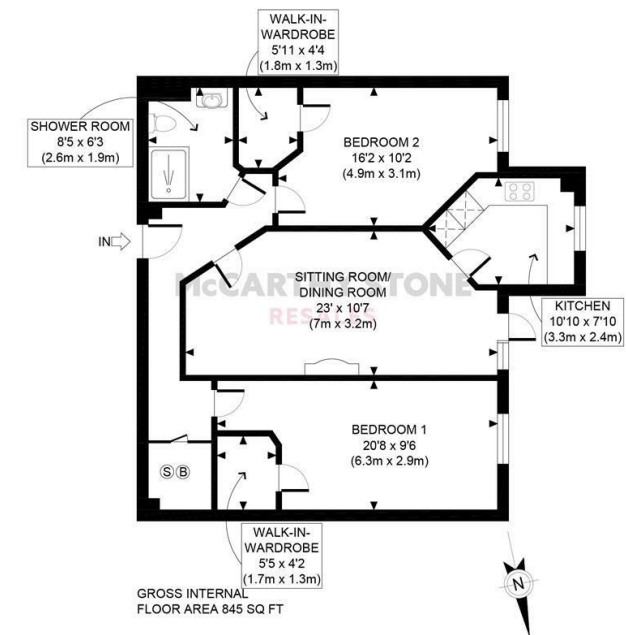 WALK-IN-
WARDROBE
5'11 x 4'4
(1.8m x 1.3m)
SHOWER ROOM
8'5 x 6'3
(2.6m x 1.9m)
BEDROOM 2
16'2 x 10'2
(4.9m x 3.1m)
IN
SITTING ROOM/
DINING ROOM
23' x 10'7
(7m x 3.2m)
McCARTHY STONE
RESALES
KITCHEN
10'10 x 7'10
(3.3m x 2.4m)
BEDROOM 1
20'8 x 9'6
(6.3m x 2.9m)
S B
WALK-IN-
WARDROBE
5'5 x 4'2
(1.7m x 1.3m)
N
GROSS INTERNAL
FLOOR AREA 845 SQ FT